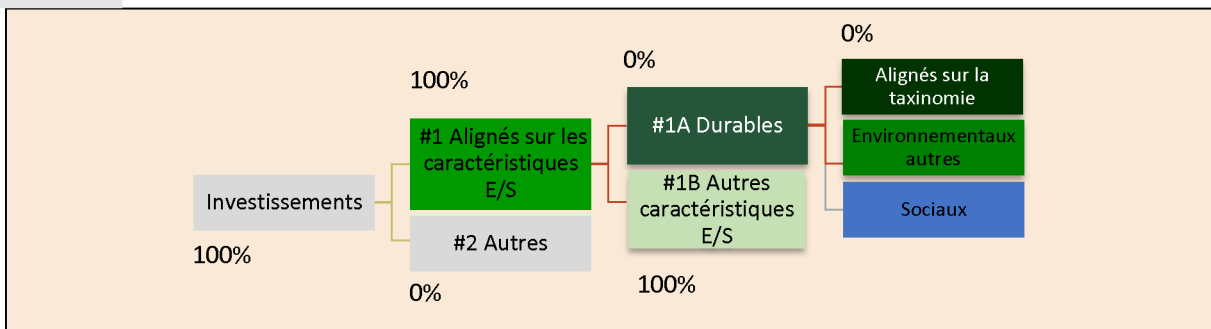 0%
Alignés sur la
taxinomie
100%
0%
#1 Alignés sur les
caractéristiques
E/S
#1A Durables
Environnementaux
autres
Investissements
#1B Autres
caractéristiques
E/S
Sociaux
#2 Autres
100%
0%
100%